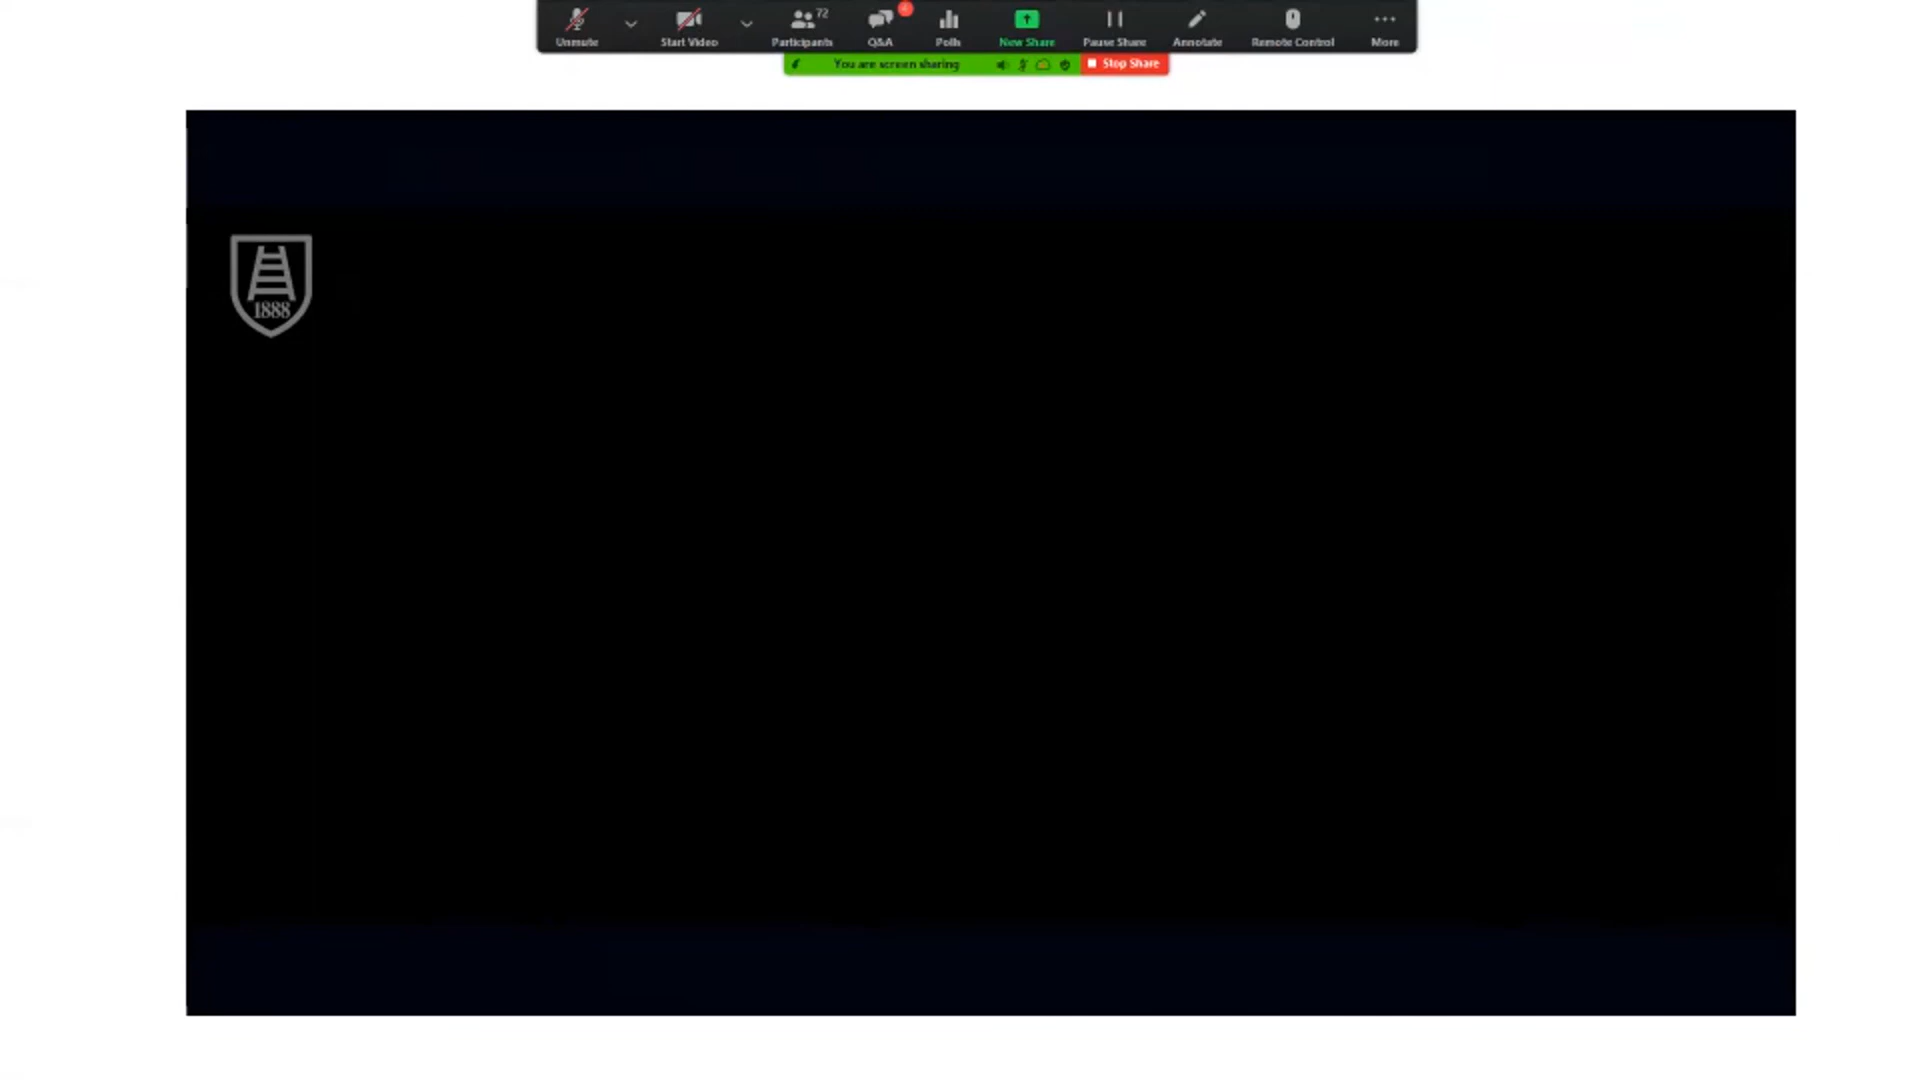 Unmute
Start Video
Participants
72
Q&A
Polls
New Share
Pause Share
Annotate
Remote Control
More
You are screen sharing
Stop Share
1888